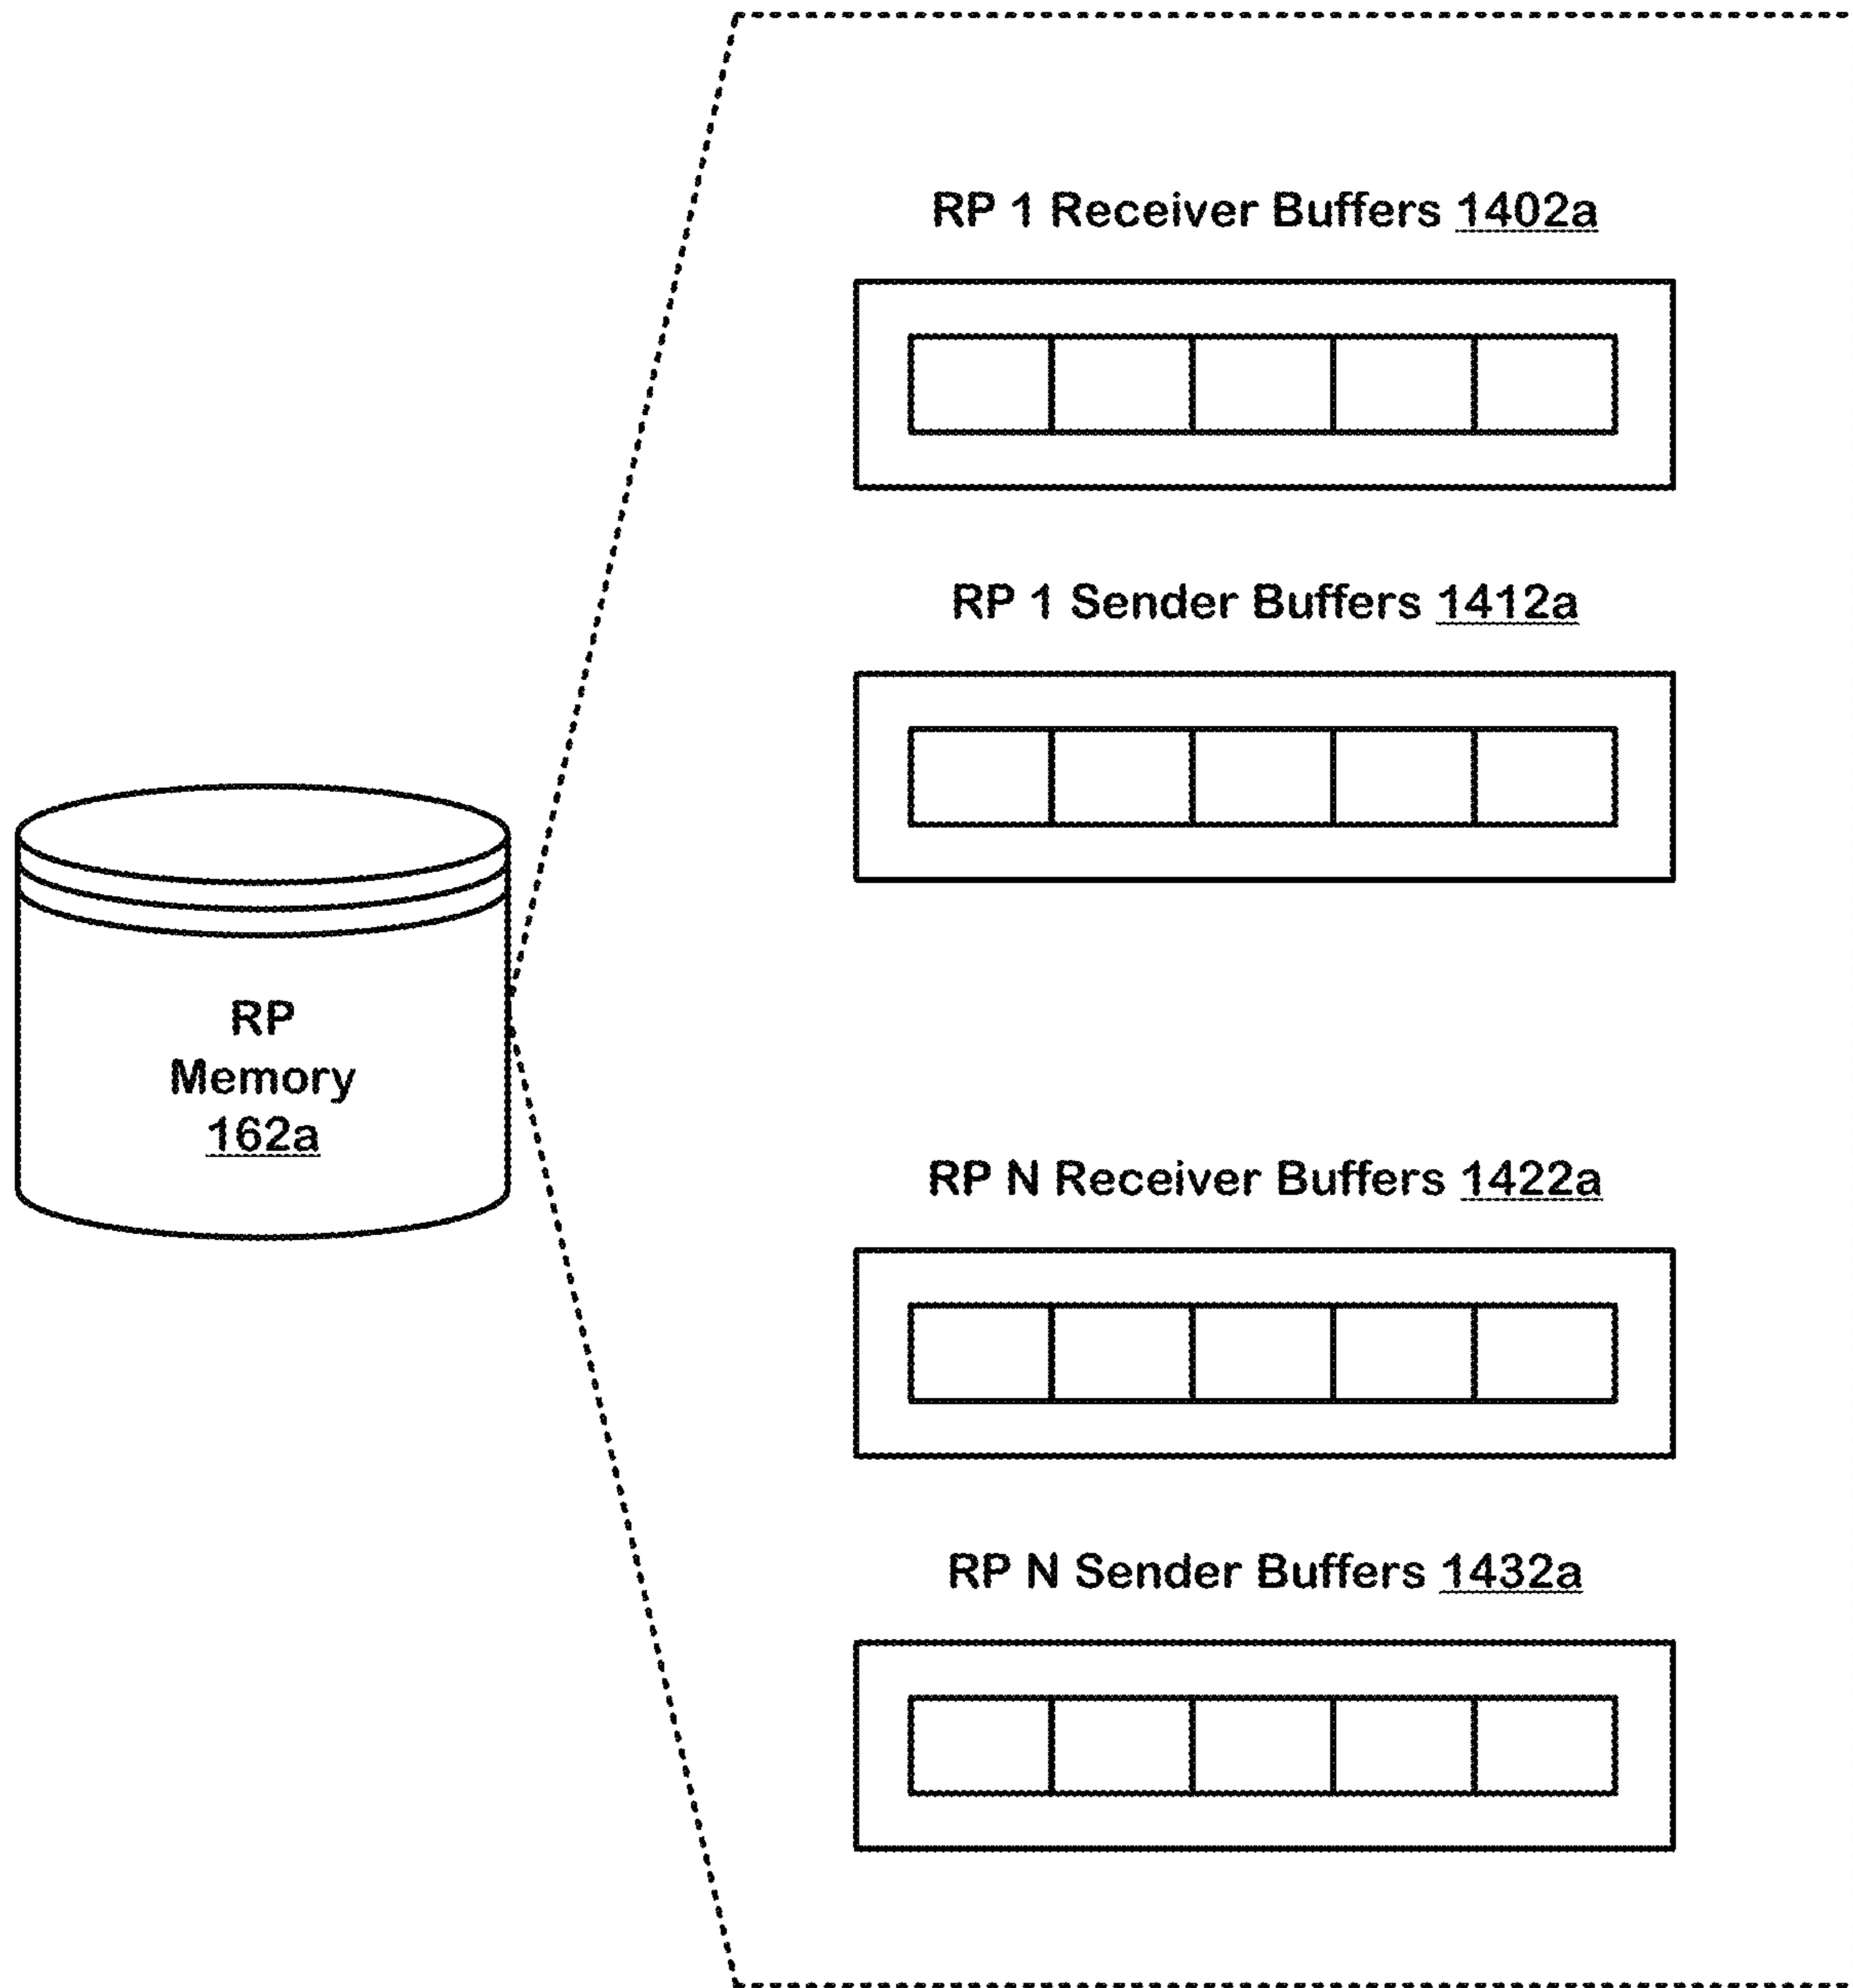 RP 1 Receiver Buffers 1402a
RP 1 Sender Buffers 1412a
RP
Memory
162a
RP N Receiver Buffers 1422a
RP N Sender Buffers 1432a